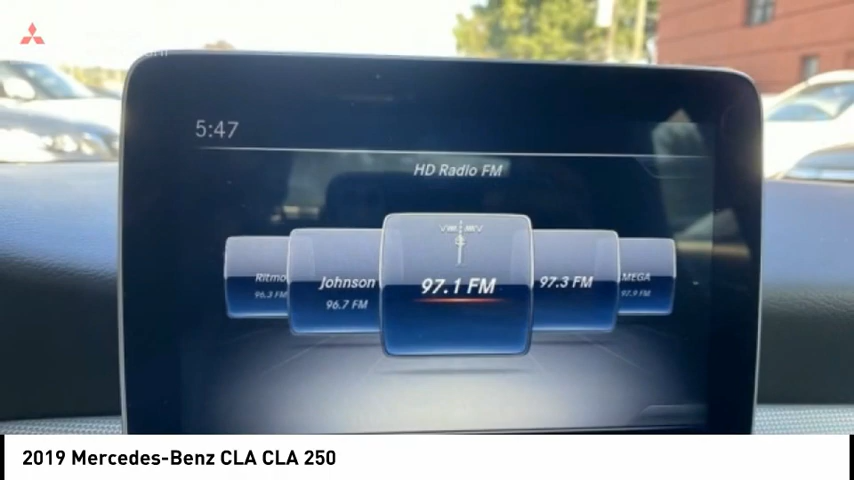 5:47
HD Radio FM
Ritmo Johnson 97.1 FM 97.3 FM MEGA
96.3 FM 96.7 FM 97.9 FM
2019 Mercedes-Benz CLA CLA 250